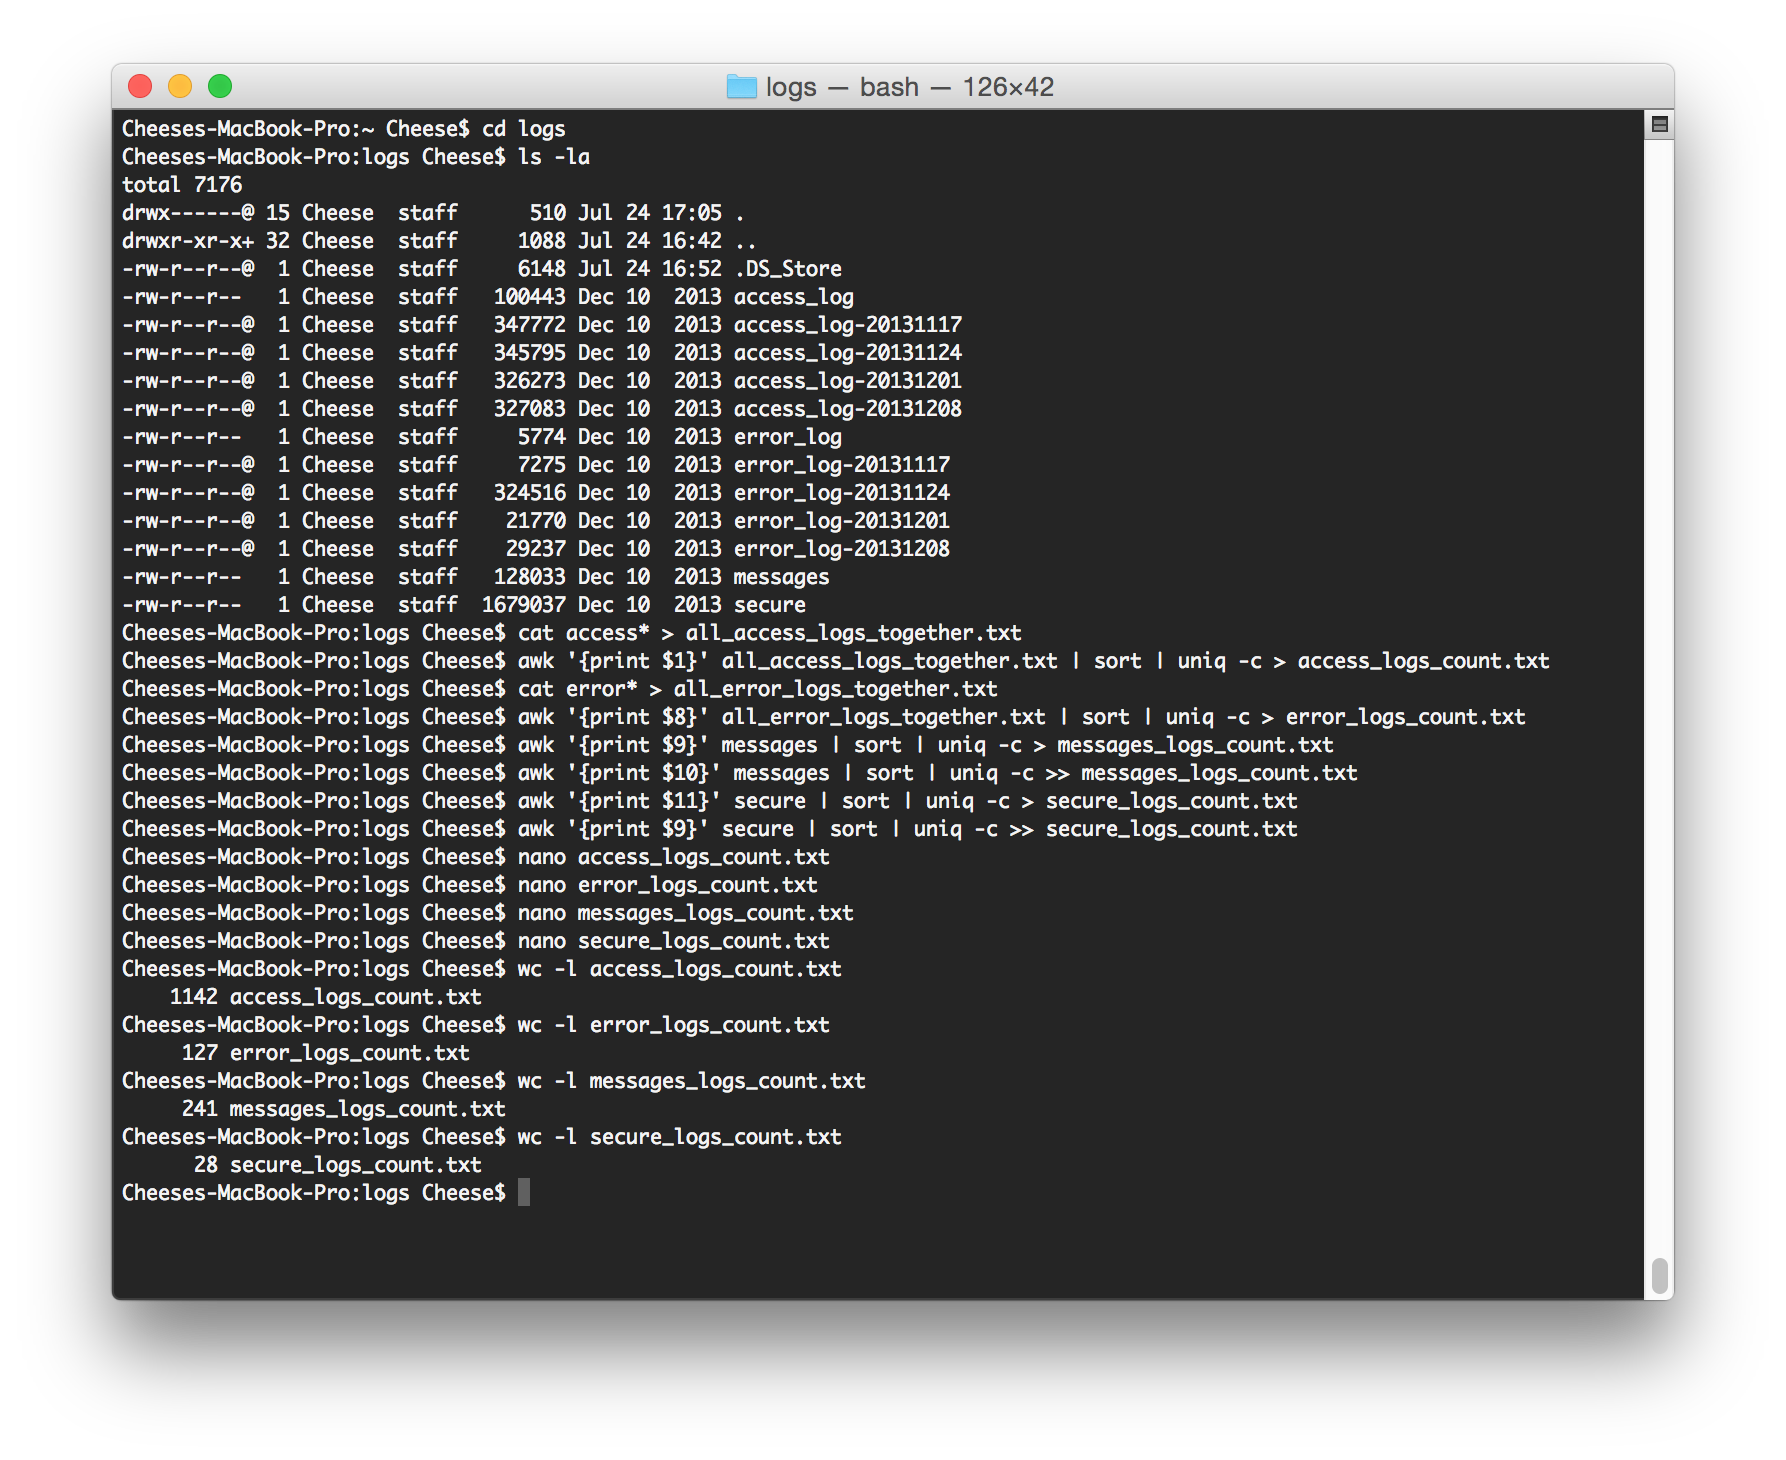 logs — bash — 126×42
Cheeses-MacBook-Pro:~ Cheese$ cd logs
Cheeses-MacBook-Pro:logs Cheese$ ls -la
total 7176
drwx------@ 15 Cheese  staff      510 Jul 24 17:05 .
drwxr-xr-x+ 32 Cheese  staff     1088 Jul 24 16:42 ..
-rw-r--r--@  1 Cheese  staff     6148 Jul 24 16:52 .DS_Store
-rw-r--r--   1 Cheese  staff   100443 Dec 10  2013 access_log
-rw-r--r--@  1 Cheese  staff   347772 Dec 10  2013 access_log-20131117
-rw-r--r--@  1 Cheese  staff   345795 Dec 10  2013 access_log-20131124
-rw-r--r--@  1 Cheese  staff   326273 Dec 10  2013 access_log-20131201
-rw-r--r--@  1 Cheese  staff   327083 Dec 10  2013 access_log-20131208
-rw-r--r--   1 Cheese  staff     5774 Dec 10  2013 error_log
-rw-r--r--@  1 Cheese  staff     7275 Dec 10  2013 error_log-20131117
-rw-r--r--@  1 Cheese  staff   324516 Dec 10  2013 error_log-20131124
-rw-r--r--@  1 Cheese  staff    21770 Dec 10  2013 error_log-20131201
-rw-r--r--@  1 Cheese  staff    29237 Dec 10  2013 error_log-20131208
-rw-r--r--   1 Cheese  staff   128033 Dec 10  2013 messages
-rw-r--r--   1 Cheese  staff  1679037 Dec 10  2013 secure
Cheeses-MacBook-Pro:logs Cheese$ cat access* > all_access_logs_together.txt
Cheeses-MacBook-Pro:logs Cheese$ awk '{print $1}' all_access_logs_together.txt | sort | uniq -c > access_logs_count.txt
Cheeses-MacBook-Pro:logs Cheese$ cat error* > all_error_logs_together.txt
Cheeses-MacBook-Pro:logs Cheese$ awk '{print $8}' all_error_logs_together.txt | sort | uniq -c > error_logs_count.txt
Cheeses-MacBook-Pro:logs Cheese$ awk '{print $9}' messages | sort | uniq -c > messages_logs_count.txt
Cheeses-MacBook-Pro:logs Cheese$ awk '{print $10}' messages | sort | uniq -c >> messages_logs_count.txt
Cheeses-MacBook-Pro:logs Cheese$ awk '{print $11}' secure | sort | uniq -c > secure_logs_count.txt
Cheeses-MacBook-Pro:logs Cheese$ awk '{print $9}' secure | sort | uniq -c >> secure_logs_count.txt
Cheeses-MacBook-Pro:logs Cheese$ nano access_logs_count.txt
Cheeses-MacBook-Pro:logs Cheese$ nano error_logs_count.txt
Cheeses-MacBook-Pro:logs Cheese$ nano messages_logs_count.txt
Cheeses-MacBook-Pro:logs Cheese$ nano secure_logs_count.txt
Cheeses-MacBook-Pro:logs Cheese$ wc -l access_logs_count.txt
    1142 access_logs_count.txt
Cheeses-MacBook-Pro:logs Cheese$ wc -l error_logs_count.txt
     127 error_logs_count.txt
Cheeses-MacBook-Pro:logs Cheese$ wc -l messages_logs_count.txt
     241 messages_logs_count.txt
Cheeses-MacBook-Pro:logs Cheese$ wc -l secure_logs_count.txt
      28 secure_logs_count.txt
Cheeses-MacBook-Pro:logs Cheese$